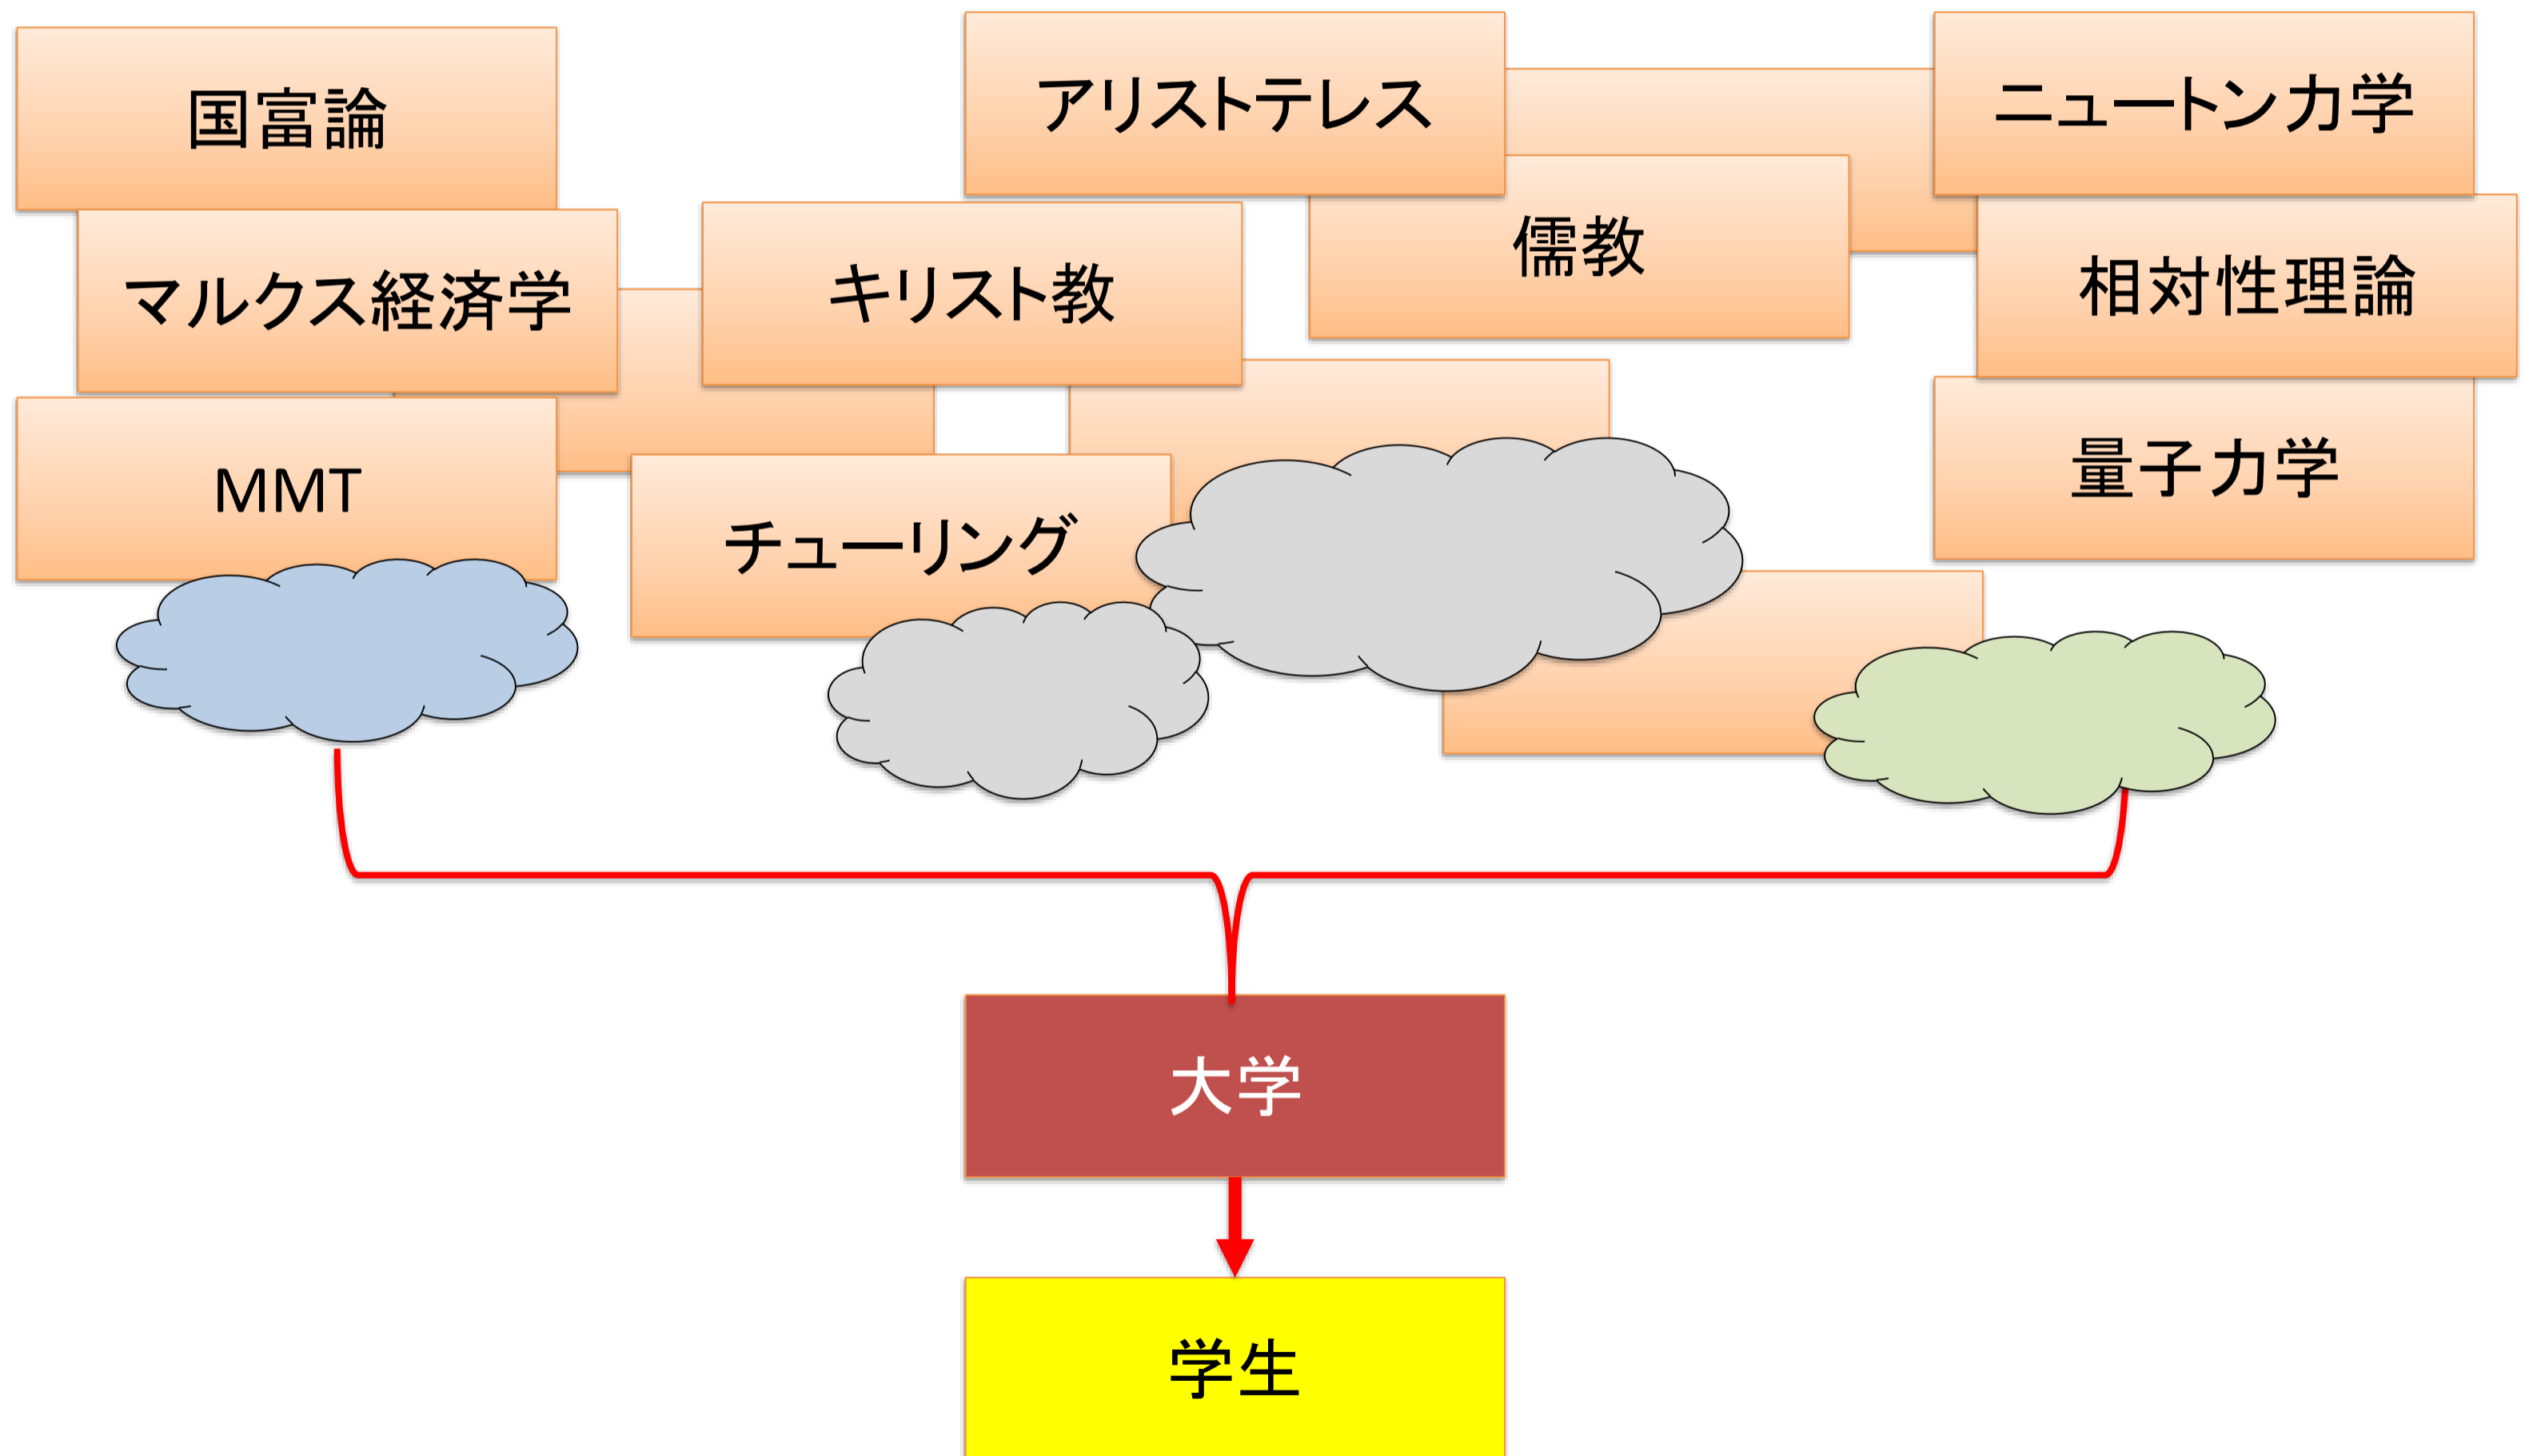 国富論
アリストテレス
ニュートン力学
マルクス経済学
キリスト教
儒教
相対性理論
MMT
チューリング
量子力学
大学
学生